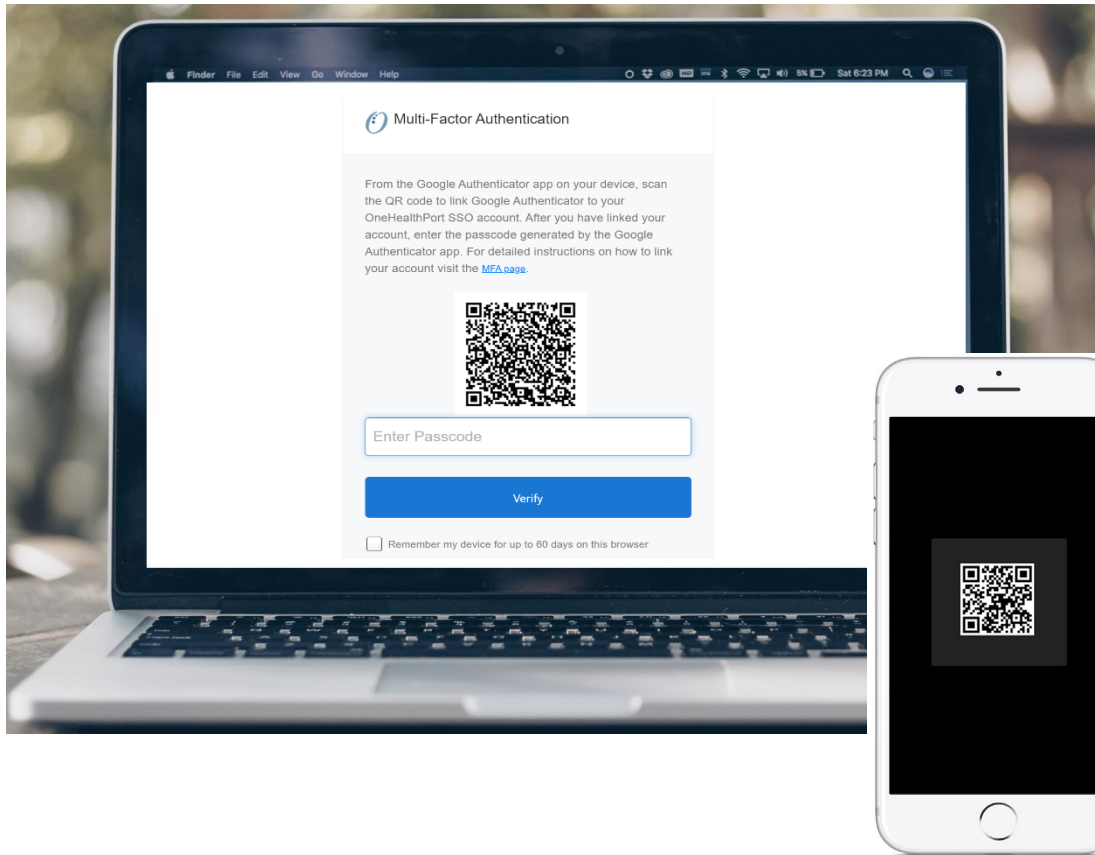 Finder File Edit View Go Window Help 5% Sat 6:23 PM
Multi-Factor Authentication
From the Google Authenticator app on your device, scan
the QR code to link Google Authenticator to your
OneHealthPort SSO account. After you have linked your
account, enter the passcode generated by the Google
Authenticator app. For detailed instructions on how to link
your account visit the MFA page.
Enter Passcode
Verify
Remember my device for up to 60 days on this browser